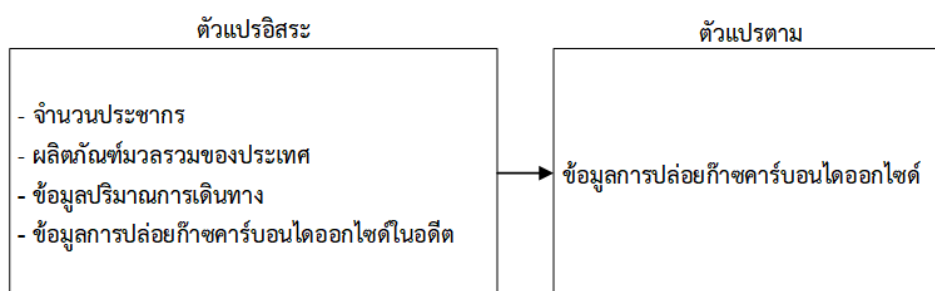 ตัวแปรอิสระ
- จำนวนประชากร
- ผลิตภัณฑ์มวลรวมของประเทศ
- ข้อมูลปริมาณการเดินทาง
- ข้อมูลการปล่อยก๊าซคาร์บอนไดออกไซด์ในอดีต
ตัวแปรตาม
ข้อมูลการปล่อยก๊าซคาร์บอนไดออกไซด์